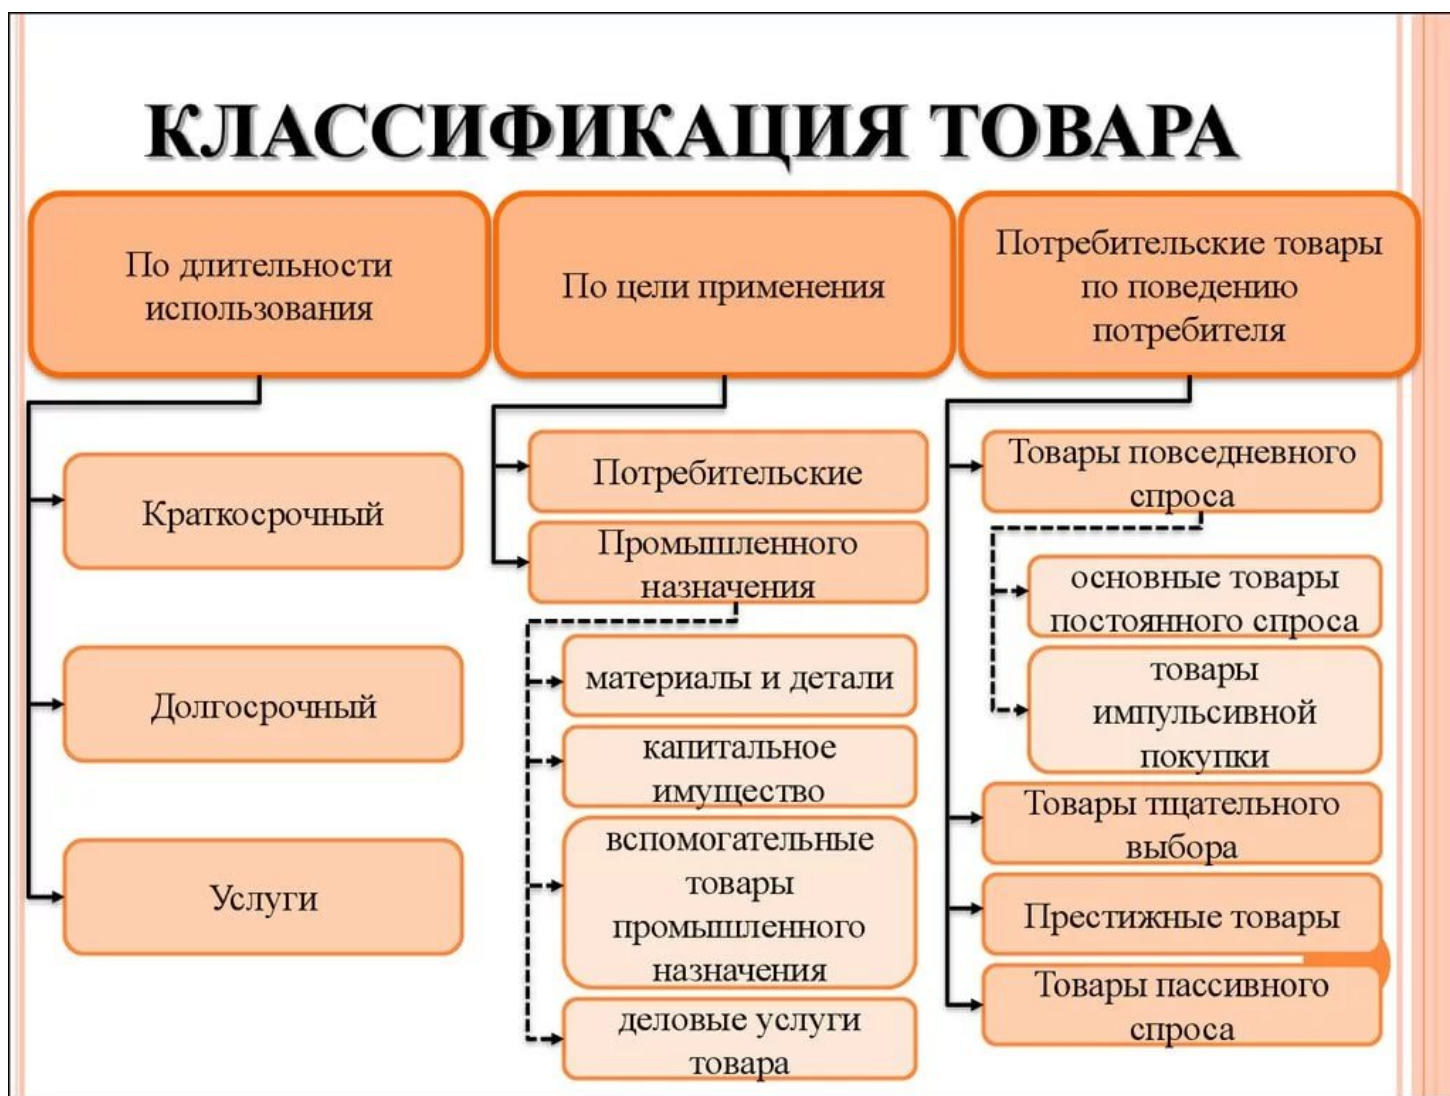 КЛАССИФИКАЦИЯ ТОВАРА
По длительности
использования
Краткосрочный
Долгосрочный
Услуги
По цели применения
Потребительские
Промышленного
назначения
материалы и детали
капитальное
имущество
вспомогательные
товары
промышленного
назначения
деловые услуги
товара
Потребительские товары
по поведению
потребителя
Товары повседневного
спроса
основные товары
постоянного спроса
товары
импульсивной
покупки
Товары тщательного
выбора
Престижные товары
Товары пассивного
спроса